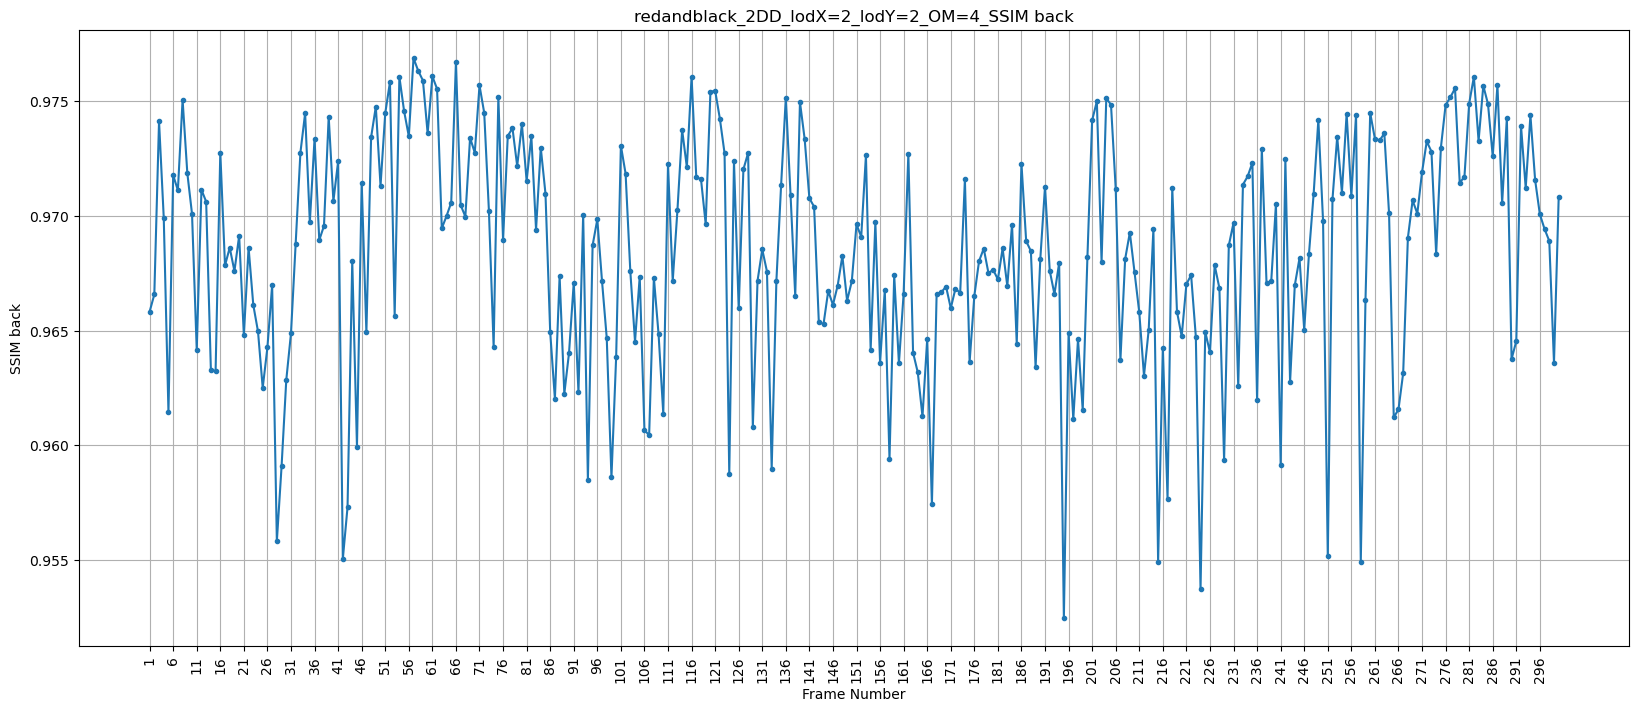 redandblack_2DD_lodX=2_lodY=2_OM=4_SSIM back
SSIM back
0.975
0.970
0.965
0.960
0.955
1 6 11 16 21 26 31 36 41 46 51 56 61 66 71 76 81 86 91 96 101 106 111 116 121 126 131 136 141 146 151 156 161 166 171 176 181 186 191 196 201 206 211 216 221 226 231 236 241 246 251 256 261 266 271 276 281 286 291 296
Frame Number